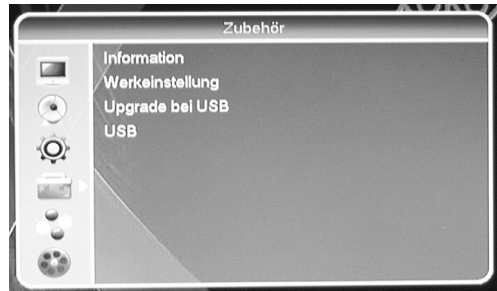 Zubehör
Information
Werkeinstellung
Upgrade bei USB
USB